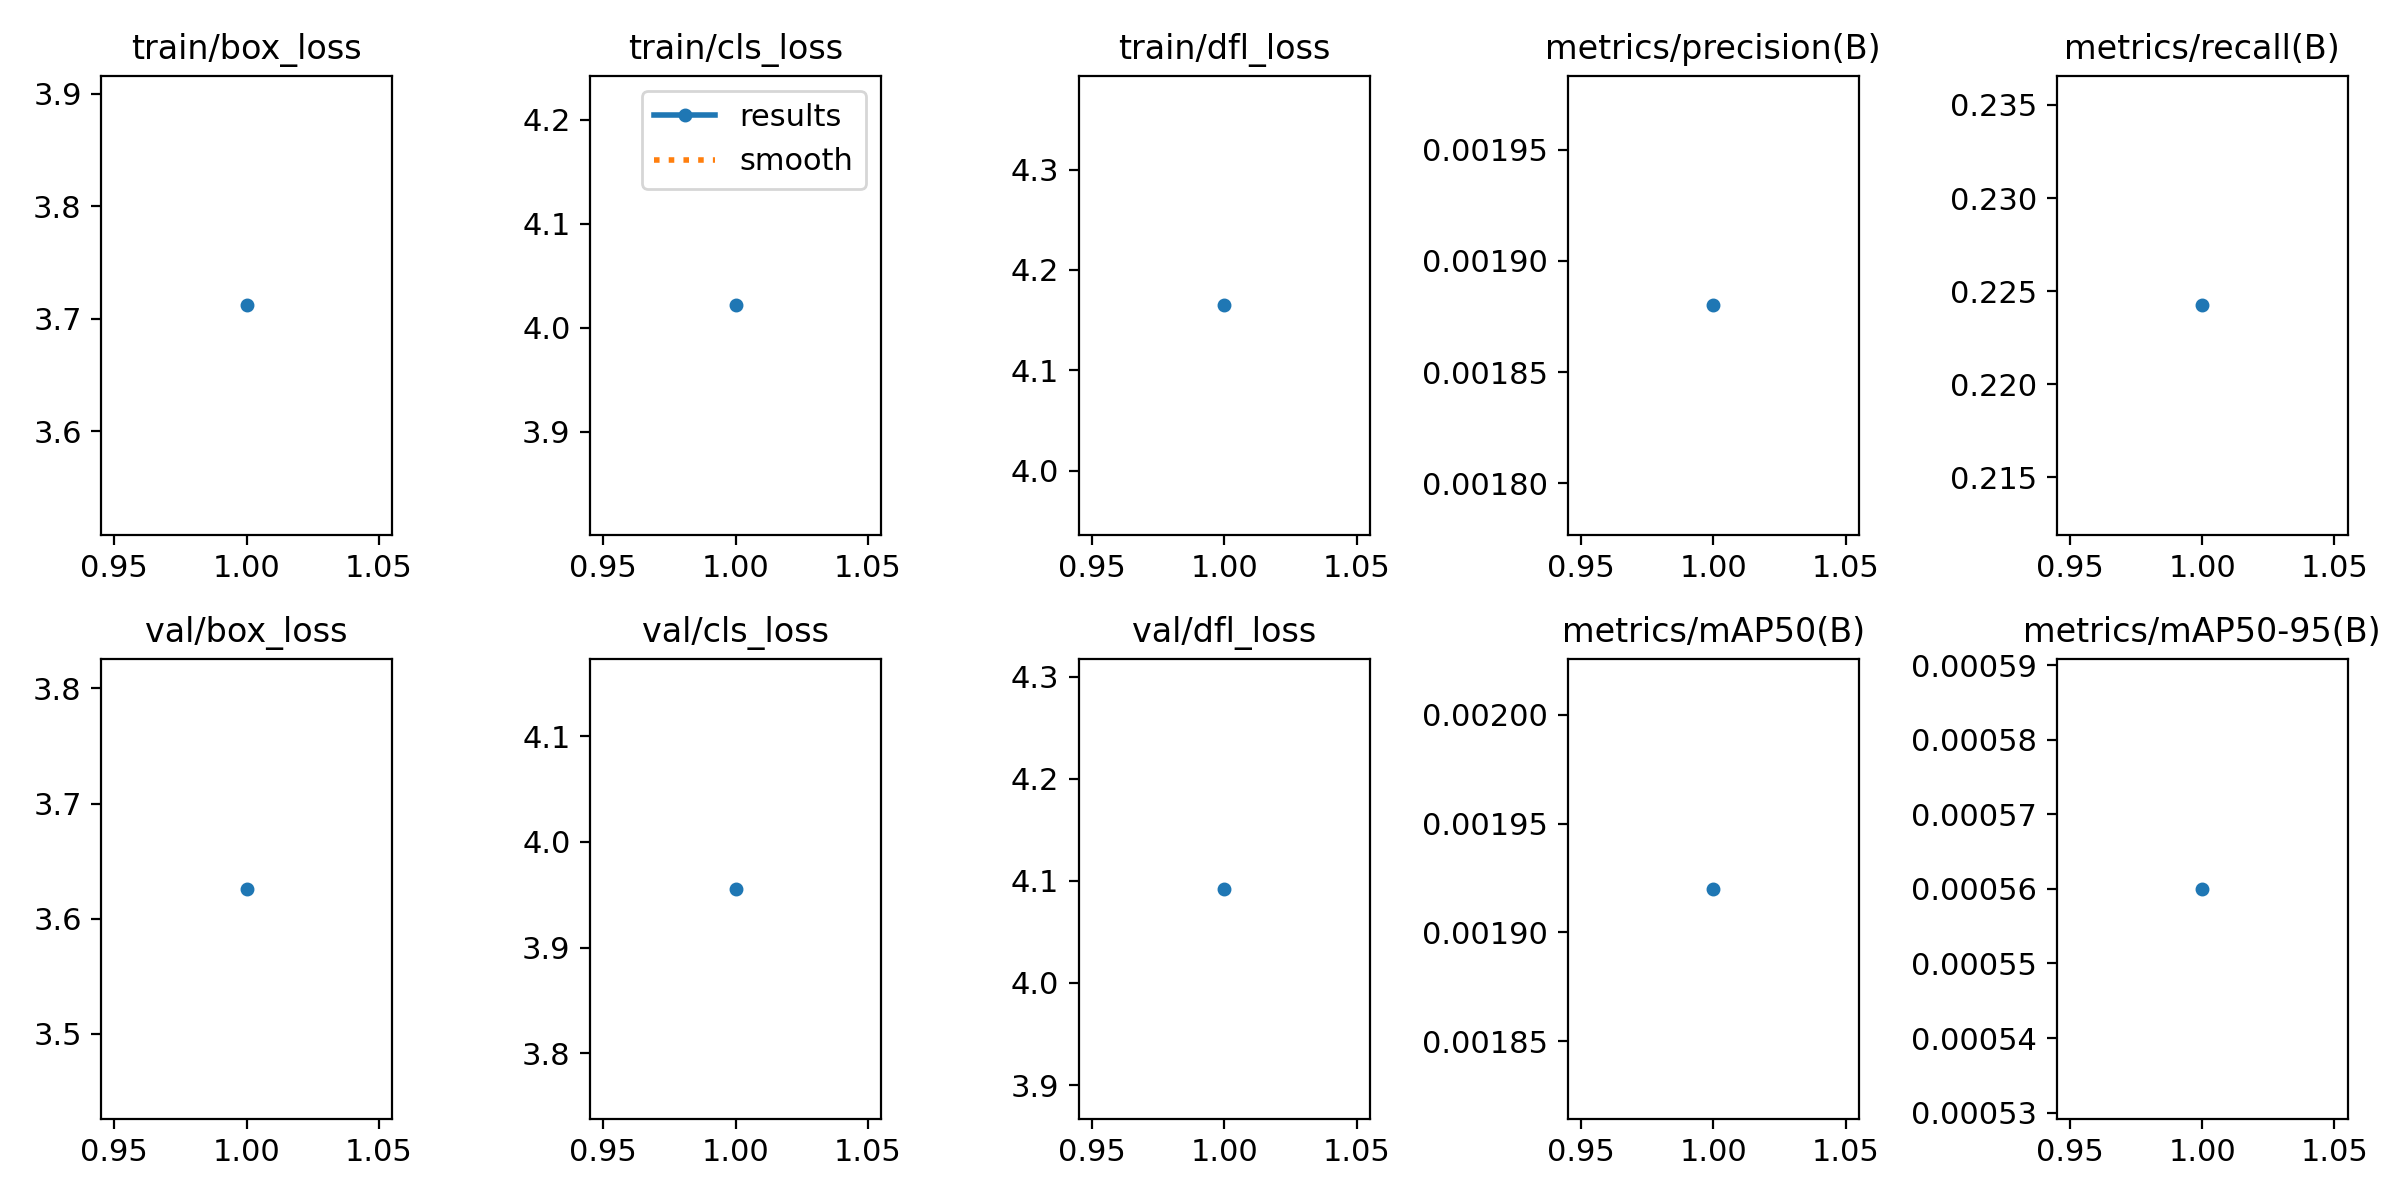 train/box_loss
3.9
3.8
3.7
3.6
0.95 1.00 1.05
train/cls_loss
results
smooth
4.2
4.1
4.0
3.9
0.95 1.00 1.05
train/dfl_loss
4.3
4.2
4.1
4.0
0.95 1.00 1.05
metrics/precision(B)
0.00195
0.00190
0.00185
0.00180
0.95 1.00 1.05
metrics/recall(B)
0.235
0.230
0.225
0.220
0.215
0.95 1.00 1.05
val/box_loss
3.8
3.7
3.6
3.5
0.95 1.00 1.05
val/cls_loss
4.1
4.0
3.9
3.8
0.95 1.00 1.05
val/dfl_loss
4.3
4.2
4.1
4.0
3.9
0.95 1.00 1.05
metrics/mAP50(B)
0.00200
0.00195
0.00190
0.00185
0.95 1.00 1.05
metrics/mAP50-95(B)
0.00059
0.00058
0.00057
0.00056
0.00055
0.00054
0.00053
0.95 1.00 1.05